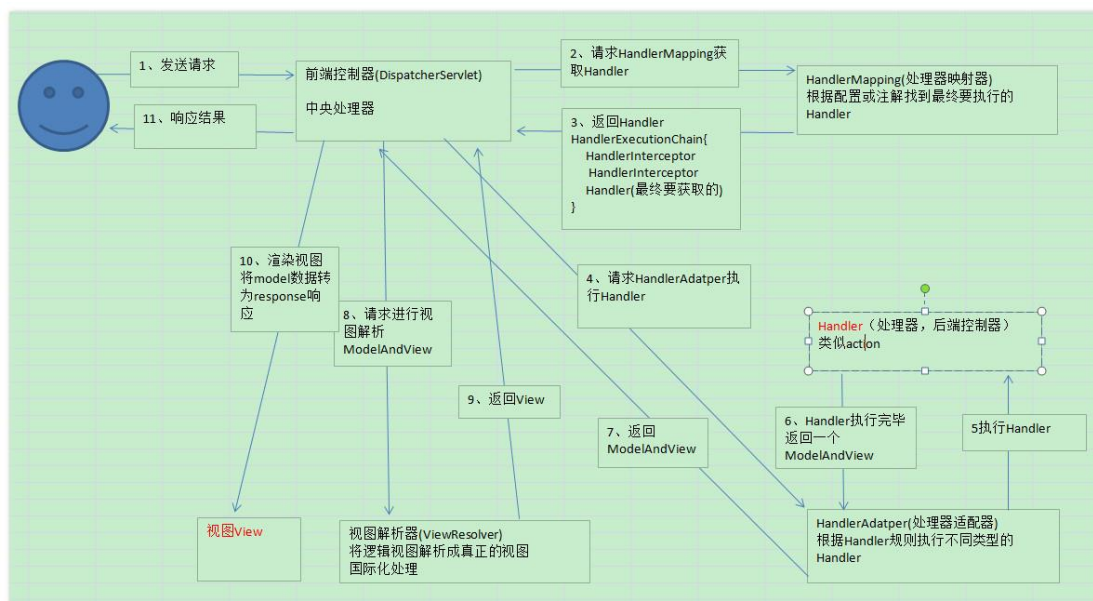 1、发送请求
11、响应结果
前端控制器(DispatcherServlet)
中央处理器
2、请求HandlerMapping获
取Handler
3、返回Handler
HandlerExecutionChain{
HandlerInterceptor
HandlerInterceptor
Handler(最终要获取的)
}
HandlerMapping(处理器映射器)
根据配置或注解找到最终要执行的
Handler
10、渲染视图
将model数据转
为response响
应
8、请求进行视
图解析
ModelAndView
4、请求HandlerAdatper执
行Handler
Handler（处理器，后端控制器）
类似action
9、返回View
7、返回
ModelAndView
6、Handler执行完毕
返回一个
ModelAndView
5执行Handler
视图View
视图解析器(ViewResolver)
将逻辑视图解析成真正的视图
国际化处理
HandlerAdatper(处理器适配器)
根据Handler规则执行不同类型的
Handler